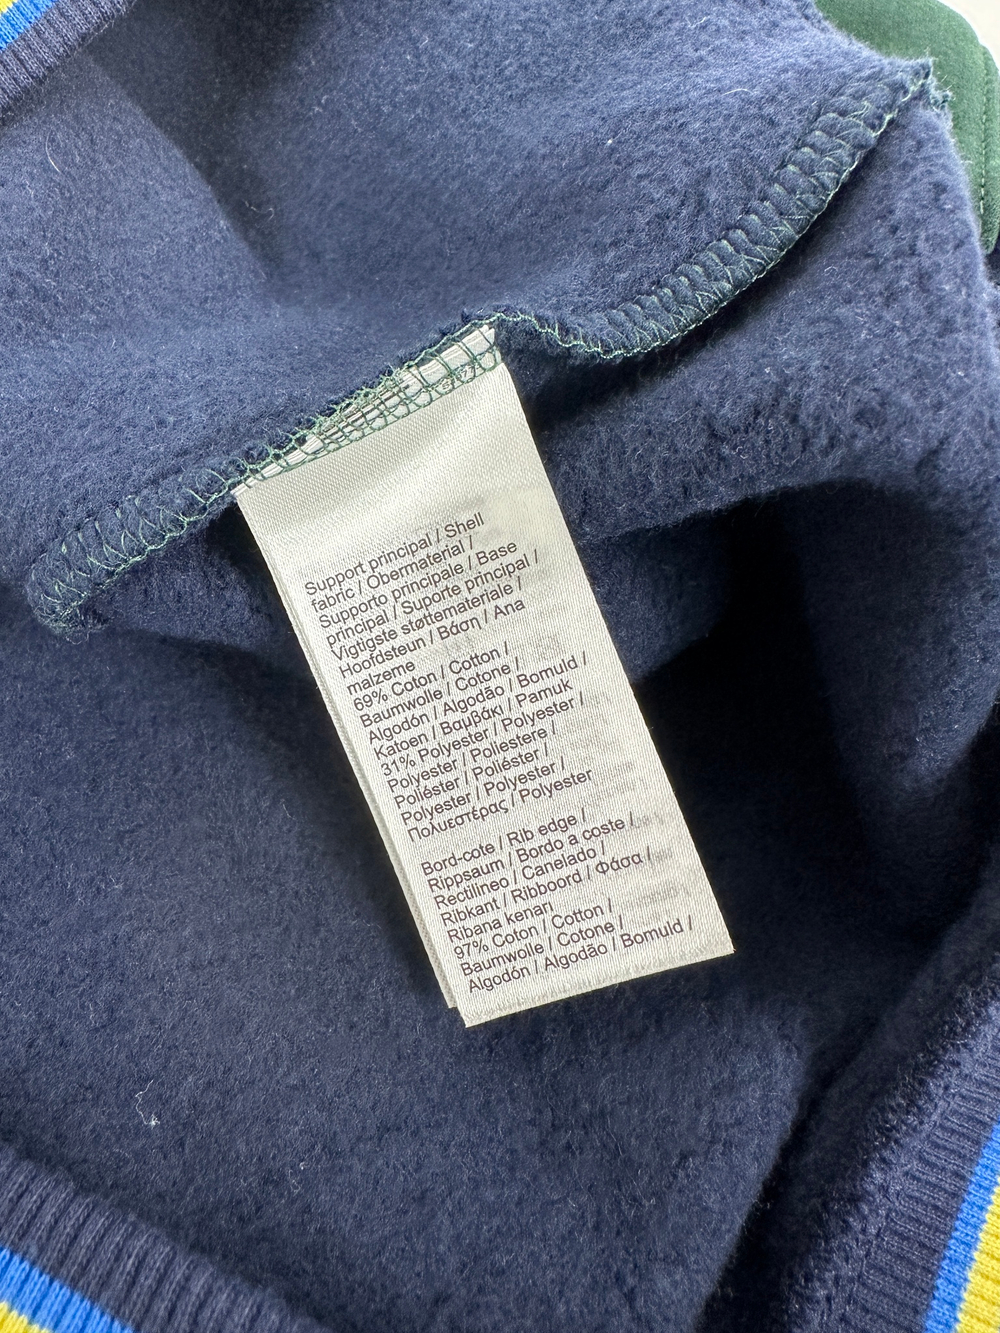 Support principal / Shell
fabric / Obermaterial /
Supporto principale / Base
principal / Suporte principal /
Vigtigste støttemateriale /
Hoofdsteun / Βάση / Ana
malzeme
69% Coton / Cotton /
Baumwolle / Cotone /
Algodón / Algodão / Bomuld /
Katoen / Βαμβάκι / Pamuk
31% Polyester / Polyester /
Polyester / Poliestere /
Poliéster / Poliéster /
Polyester / Polyester /
Πολυεστέρας / Polyester
Bord-cote / Rib edge /
Rippsaum / Bordo a coste /
Rectilineo / Canelado /
Ribkant / Ribboord / Φάσα /
Ribana kenarı
97% Coton / Cotton /
Baumwolle / Cotone /
Algodón / Algodão / Bomuld /